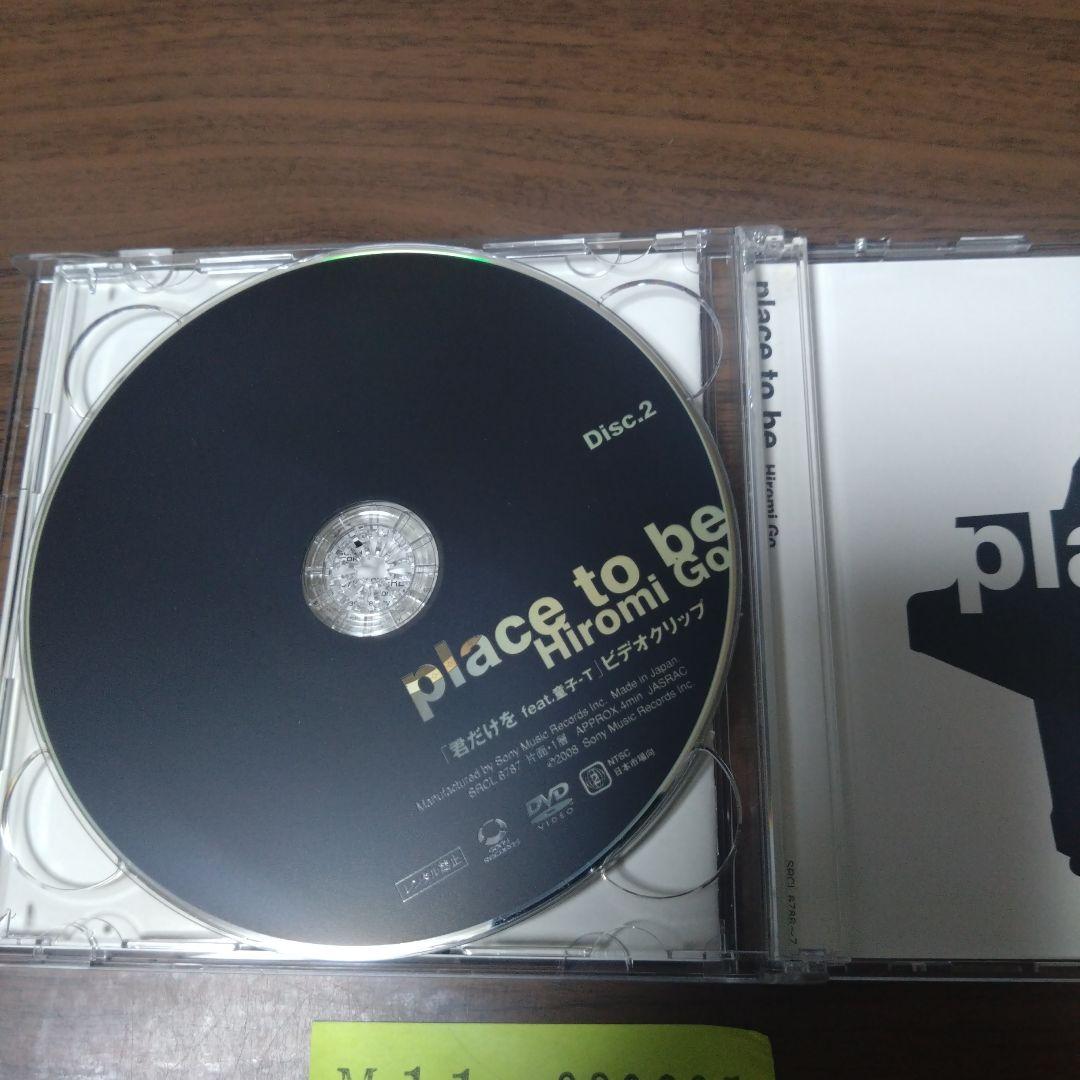 Disc.2
place to be
Hiromi Go
「君だけを feat.童子-T」ビデオクリップ
Manufactured by Sony Music Records Inc. Made in Japan.
SRCL 6787 片面・1層 APPROX.4min JASRAC
℗©2008 Sony Music Records Inc.
DVD
VIDEO
2
NTSC
日本市場向
レンタル禁止
place to be Hiromi Go
SRCL 6786~7
pla